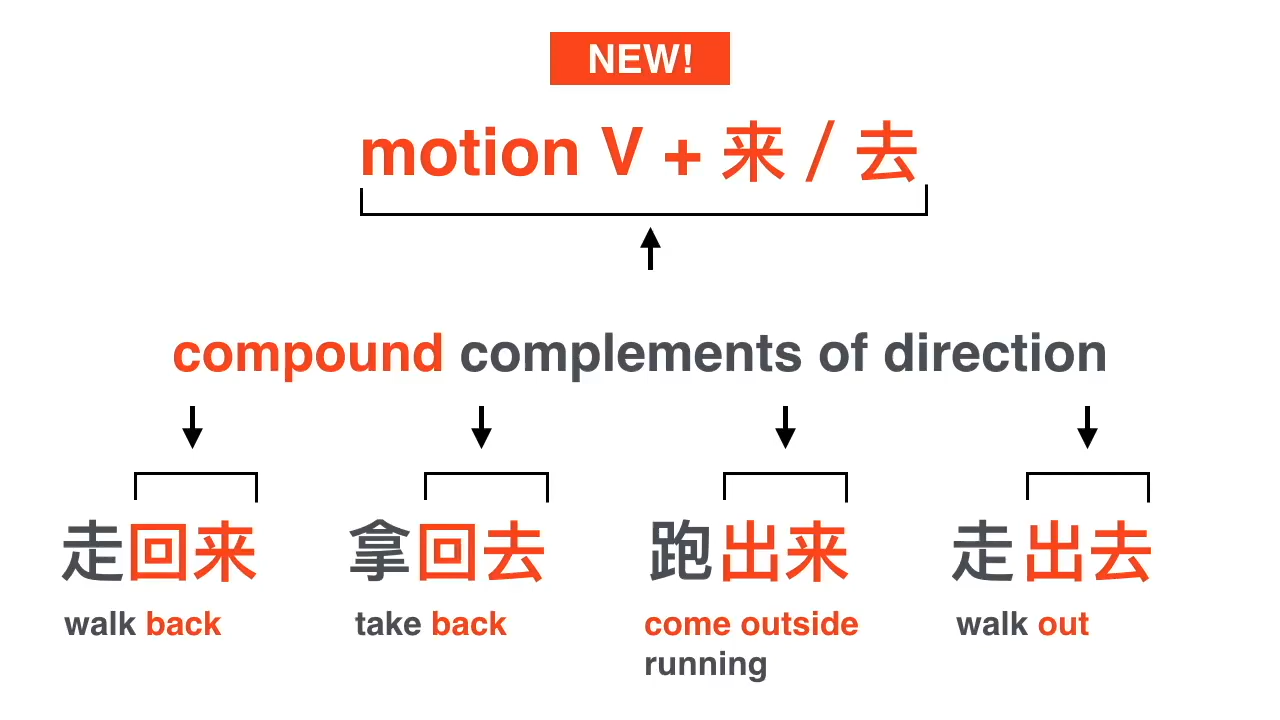 NEW!
motion V + 来 / 去
compound complements of direction
走回来 拿回去 跑出来 走出去
walk back take back come outside walk out
running